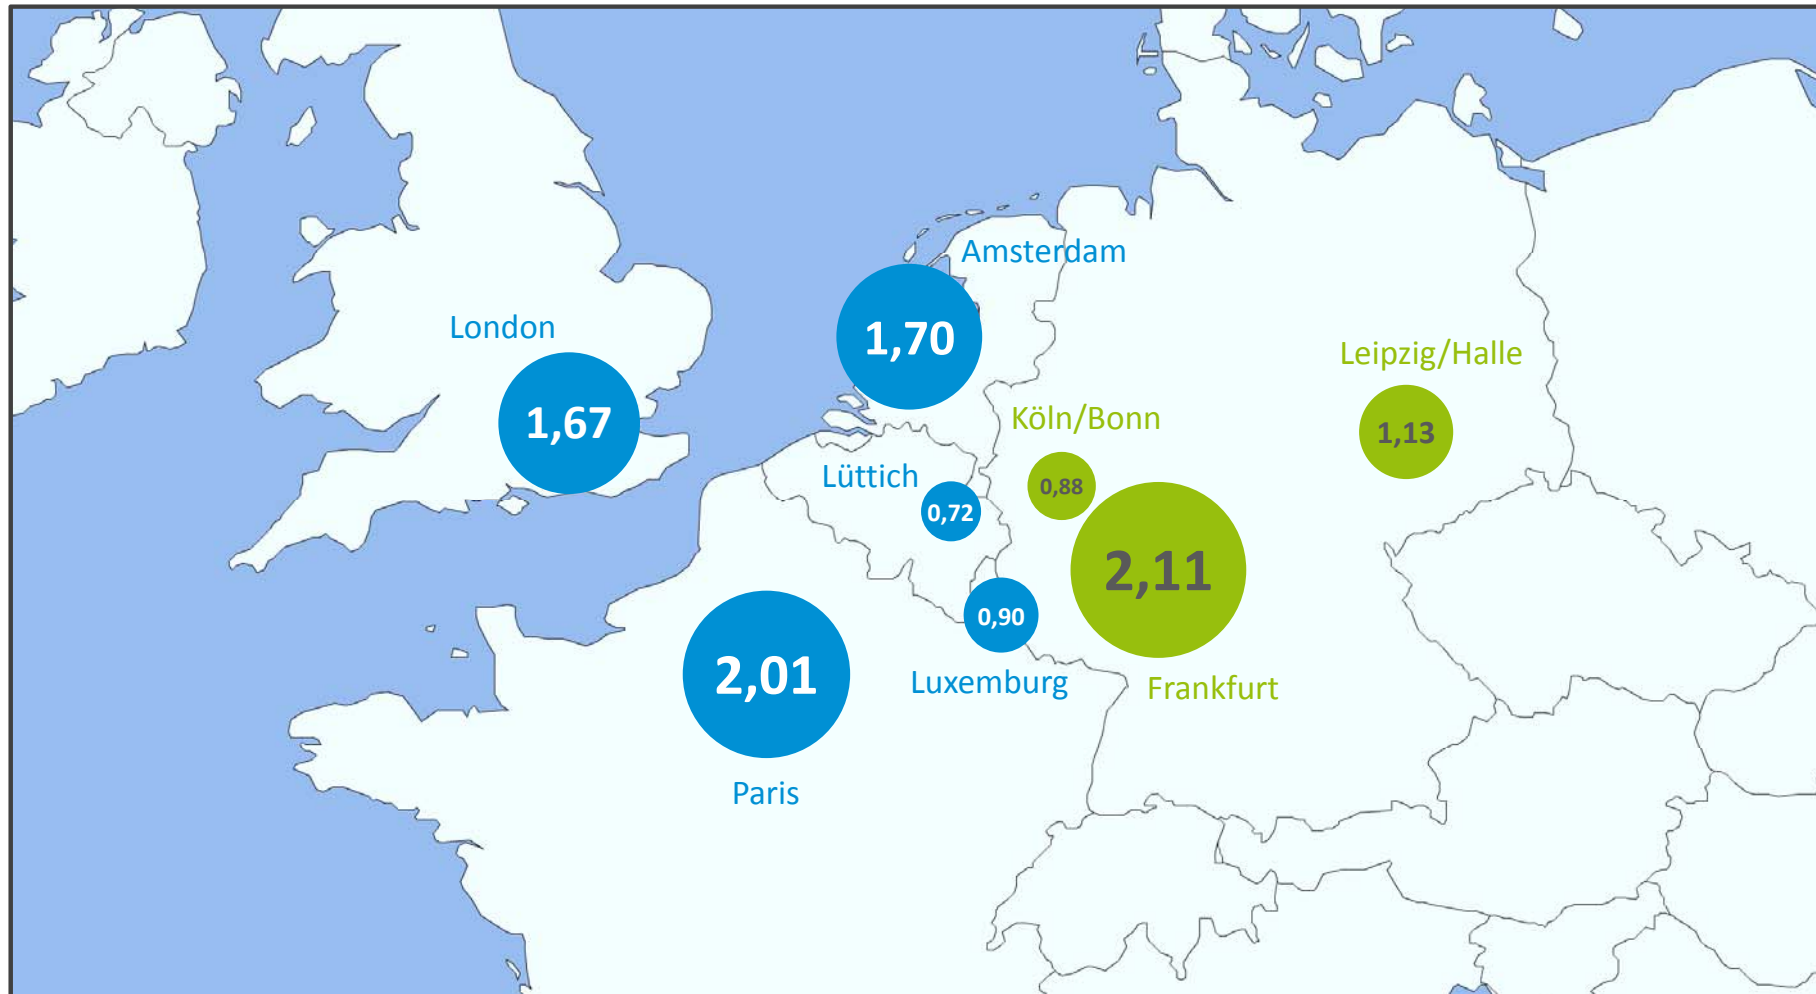 Amsterdam
1,70
London
1,67
Leipzig/Halle
1,13
Köln/Bonn
0,88
Lüttich
0,72
2,11
Frankfurt
0,90
Luxemburg
2,01
Paris